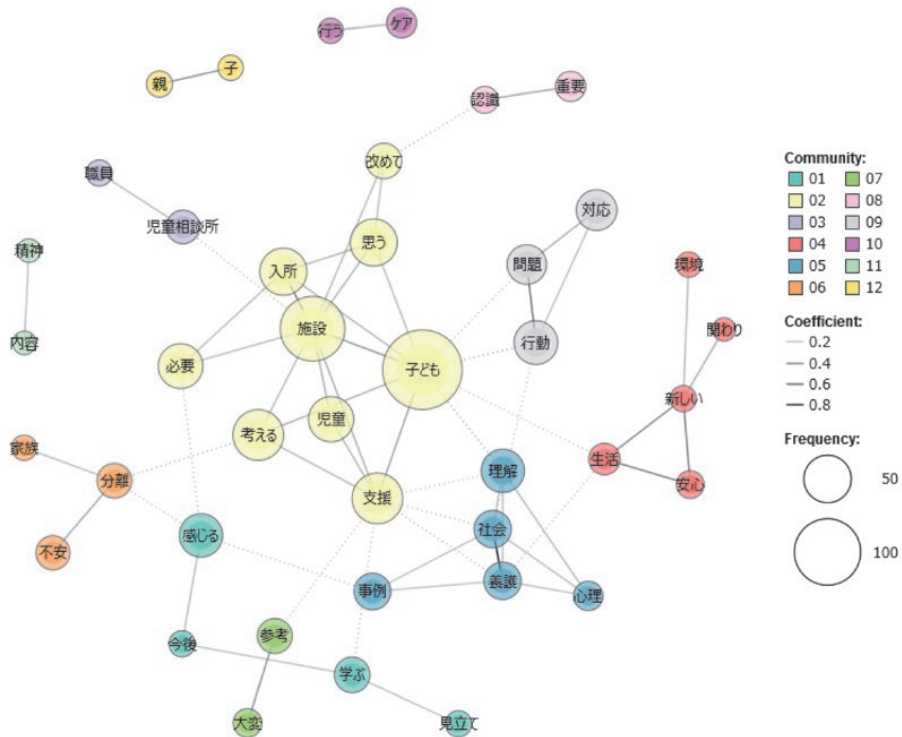 行う
ケア
子
親
認識
重要
改めて
職員
児童相談所
対応
思う
精神
入所
問題
環境
施設
関わり
内容
行動
必要
子ども
新しい
児童
家族
考える
生活
分離
理解
安心
支援
社会
感じる
不安
義護
事例
心理
参考
今後
学ぶ
大変
見立て
Community:
01 07
02 08
03 09
04 10
05 11
06 12
Coefficient:
0.2
0.4
0.6
0.8
Frequency:
50
100